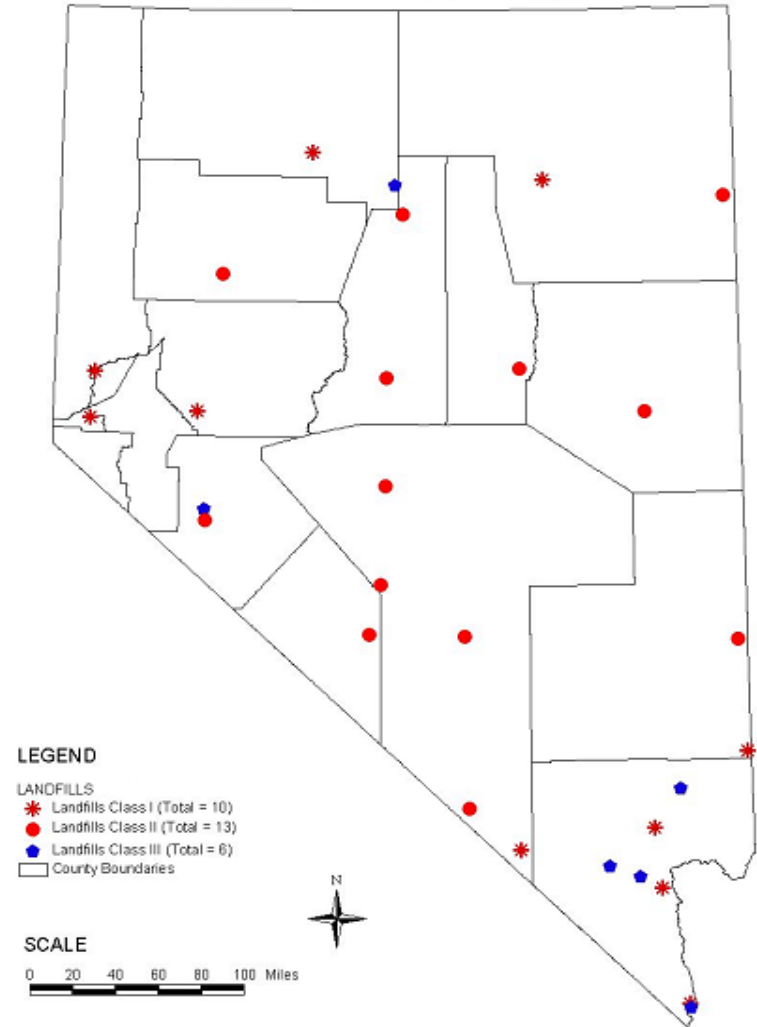 LEGEND
LANDFILLS
Landfills Class I (Total = 10)
Landfills Class II (Total = 13)
Landfills Class III (Total = 6)
County Boundaries
N
SCALE
0 20 40 60 80 100 Miles